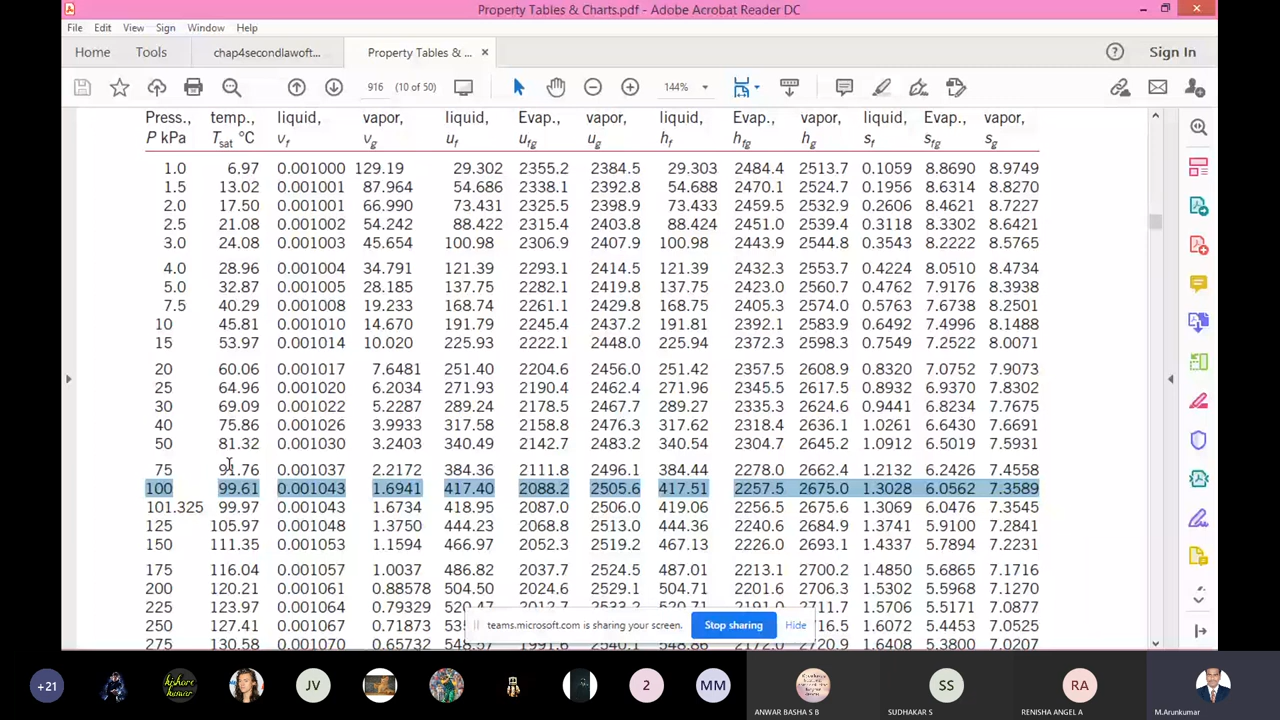 Property Tables & Charts.pdf - Adobe Acrobat Reader DC
File Edit View Sign Window Help
Home Tools chap4secondlawoft... Property Tables & ... × Sign In
916 (10 of 50) 144%
Press., temp., liquid, vapor, liquid, Evap., vapor, liquid, Evap., vapor, liquid, Evap., vapor,
P kPa Tsat °C vf vg uf ufg ug hf hfg hg sf sfg sg
1.0 6.97 0.001000 129.19 29.302 2355.2 2384.5 29.303 2484.4 2513.7 0.1059 8.8690 8.9749
1.5 13.02 0.001001 87.964 54.686 2338.1 2392.8 54.688 2470.1 2524.7 0.1956 8.6314 8.8270
2.0 17.50 0.001001 66.990 73.431 2325.5 2398.9 73.433 2459.5 2532.9 0.2606 8.4621 8.7227
2.5 21.08 0.001002 54.242 88.422 2315.4 2403.8 88.424 2451.0 2539.4 0.3118 8.3302 8.6421
3.0 24.08 0.001003 45.654 100.98 2306.9 2407.9 100.98 2443.9 2544.8 0.3543 8.2222 8.5765
4.0 28.96 0.001004 34.791 121.39 2293.1 2414.5 121.39 2432.3 2553.7 0.4224 8.0510 8.4734
5.0 32.87 0.001005 28.185 137.75 2282.1 2419.8 137.75 2423.0 2560.7 0.4762 7.9176 8.3938
7.5 40.29 0.001008 19.233 168.74 2261.1 2429.8 168.75 2405.3 2574.0 0.5763 7.6738 8.2501
10 45.81 0.001010 14.670 191.79 2245.4 2437.2 191.81 2392.1 2583.9 0.6492 7.4996 8.1488
15 53.97 0.001014 10.020 225.93 2222.1 2448.0 225.94 2372.3 2598.3 0.7549 7.2522 8.0071
20 60.06 0.001017 7.6481 251.40 2204.6 2456.0 251.42 2357.5 2608.9 0.8320 7.0752 7.9073
25 64.96 0.001020 6.2034 271.93 2190.4 2462.4 271.96 2345.5 2617.5 0.8932 6.9370 7.8302
30 69.09 0.001022 5.2287 289.24 2178.5 2467.7 289.27 2335.3 2624.6 0.9441 6.8234 7.7675
40 75.86 0.001026 3.9933 317.58 2158.8 2476.3 317.62 2318.4 2636.1 1.0261 6.6430 7.6691
50 81.32 0.001030 3.2403 340.49 2142.7 2483.2 340.54 2304.7 2645.2 1.0912 6.5019 7.5931
75 91.76 0.001037 2.2172 384.36 2111.8 2496.1 384.44 2278.0 2662.4 1.2132 6.2426 7.4558
100 99.61 0.001043 1.6941 417.40 2088.2 2505.6 417.51 2257.5 2675.0 1.3028 6.0562 7.3589
101.325 99.97 0.001043 1.6734 418.95 2087.0 2506.0 419.06 2256.5 2675.6 1.3069 6.0476 7.3545
125 105.97 0.001048 1.3750 444.23 2068.8 2513.0 444.36 2240.6 2684.9 1.3741 5.9100 7.2841
150 111.35 0.001053 1.1594 466.97 2052.3 2519.2 467.13 2226.0 2693.1 1.4337 5.7894 7.2231
175 116.04 0.001057 1.0037 486.82 2037.7 2524.5 487.01 2213.1 2700.2 1.4850 5.6865 7.1716
200 120.21 0.001061 0.88578 504.50 2024.6 2529.1 504.71 2201.6 2706.3 1.5302 5.5968 7.1270
225 123.97 0.001064 0.79329 1.5706 5.5171 7.0877
250 127.41 0.001067 0.71873 1.6072 5.4453 7.0525
275 130.58 0.001070 0.65732 1.6408 5.3800 7.0207
teams.microsoft.com is sharing your screen. Stop sharing Hide
+21 kishore kumar JV 2 MM SS RA
ANWAR BASHA S B SUDHAKAR S RENISHA ANGEL A M.Arunkumar